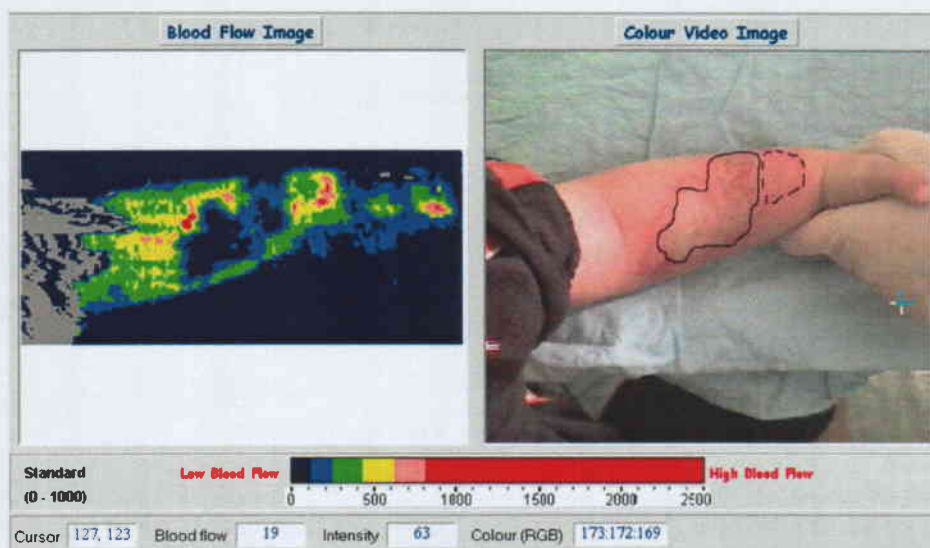 Blood Flow Image
Colour Video Image
Standard
(0 - 1000)
Low Blood Flow
High Blood Flow
0 500 1000 1500 2000 2500
Cursor 127, 123 Blood flow 19 Intensity 63 Colour (RGB) 173:172:169